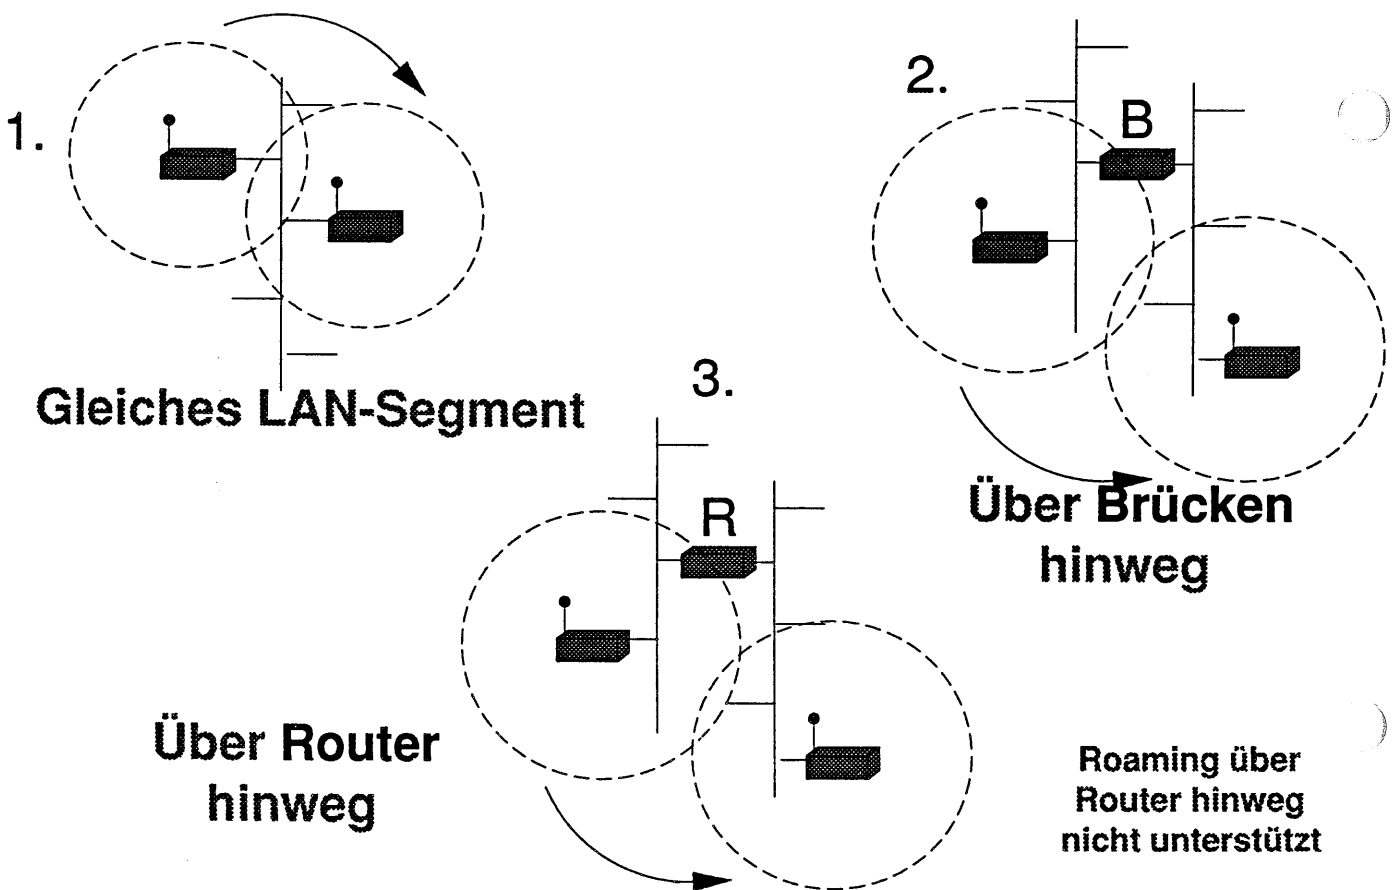 1.
Gleiches LAN-Segment
2.
B
Über Brücken
hinweg
3.
R
Über Router
hinweg
Roaming über
Router hinweg
nicht unterstützt